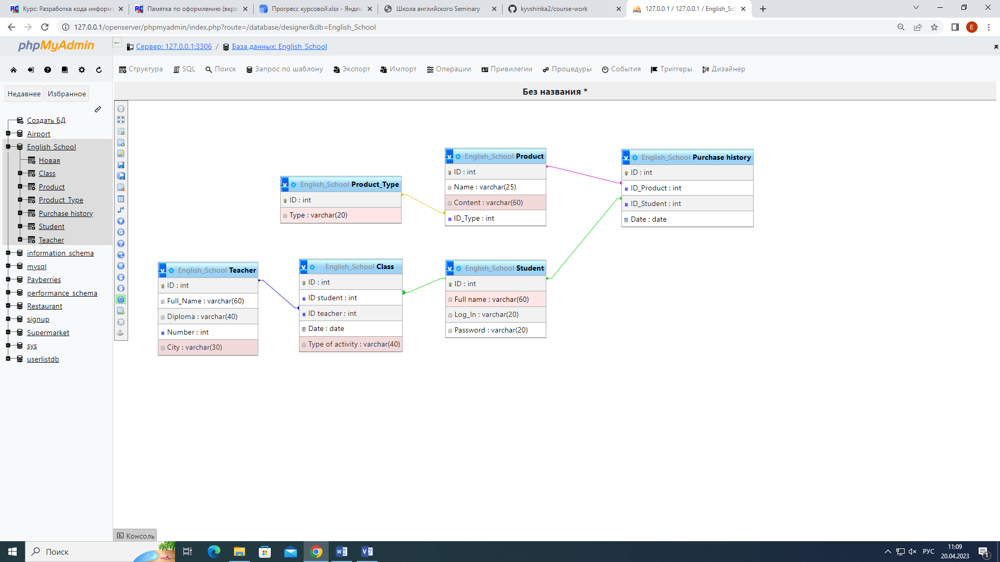 Курс: Разработка кода информа
Памятка по оформлению (вкра
Прогресс курсовой.xlsx - Яндек
Школа английского Seminary
kyvshinka2/course-work
127.0.0.1 / 127.0.0.1 / English_Sch
127.0.0.1/openserver/phpmyadmin/index.php?route=/database/designer&db=English_School
E
phpMyAdmin
Недавнее
Избранное
Создать БД
Airport
English_School
Новая
Class
Product
Product_Type
Purchase history
Student
Teacher
information_schema
mysql
Payberries
performance_schema
Restaurant
signup
Supermarket
sys
userlistdb
Сервер: 127.0.0.1:3306 / База данных: English_School
Структура
SQL
Поиск
Запрос по шаблону
Экспорт
Импорт
Операции
Привилегии
Процедуры
События
Триггеры
Дизайнер
Без названия *
English_School Product_Type
ID : int
Type : varchar(20)
English_School Product
ID : int
Name : varchar(25)
Content : varchar(60)
ID_Type : int
English_School Purchase history
ID : int
ID_Product : int
ID_Student : int
Date : date
English_School Teacher
ID : int
Full_Name : varchar(60)
Diploma : varchar(40)
Number : int
City : varchar(30)
English_School Class
ID : int
ID student : int
ID teacher : int
Date : date
Type of activity : varchar(40)
English_School Student
ID : int
Full name : varchar(60)
Log_In : varchar(20)
Password : varchar(20)
Консоль
Поиск
РУС
11:09
20.04.2023
1